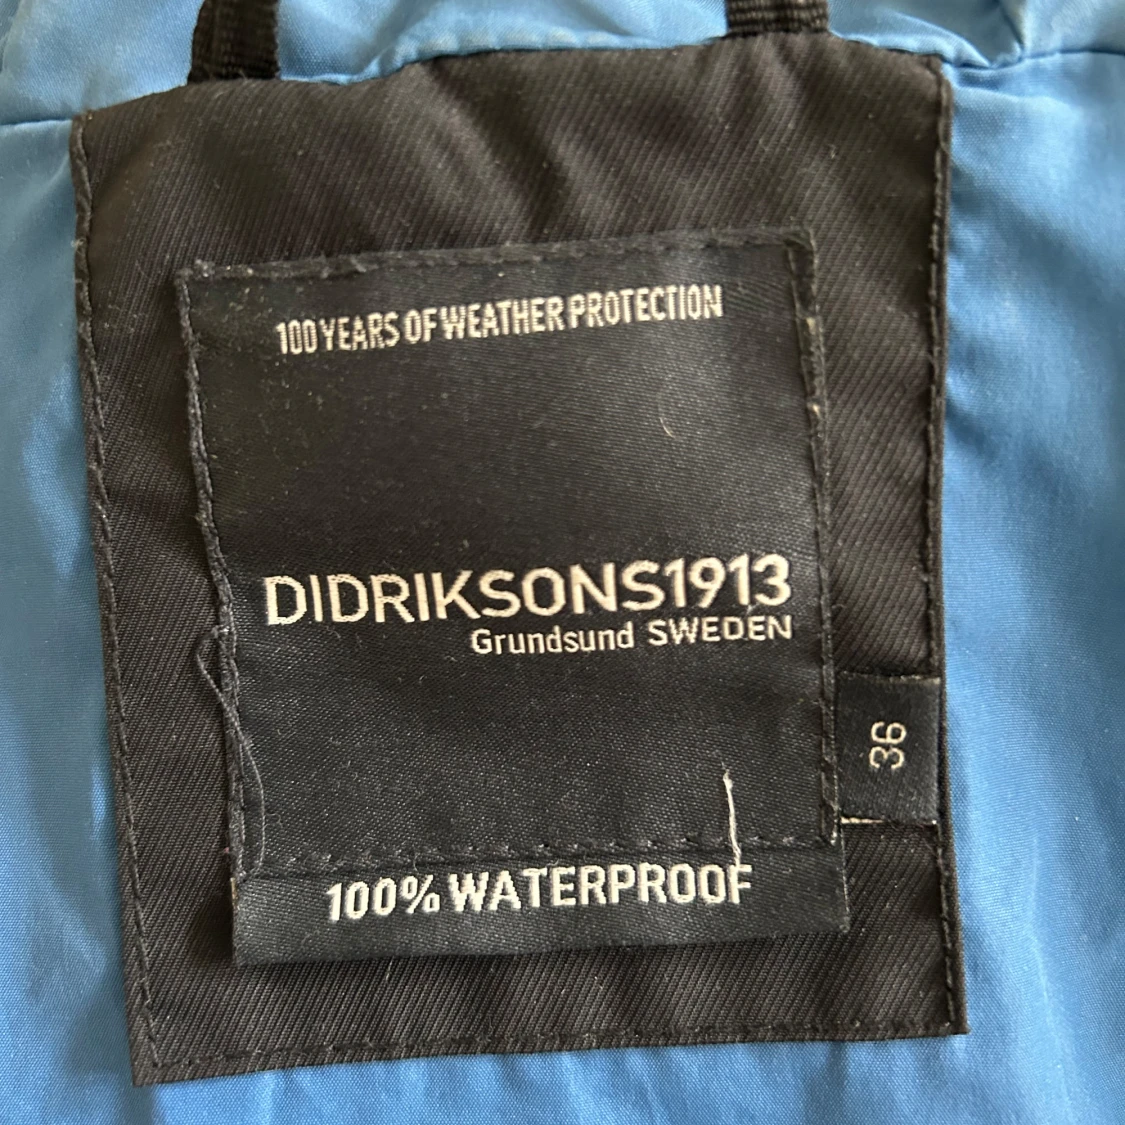 100 YEARS OF WEATHER PROTECTION
DIDRIKSONS1913
Grundsund SWEDEN
36
100% WATERPROOF